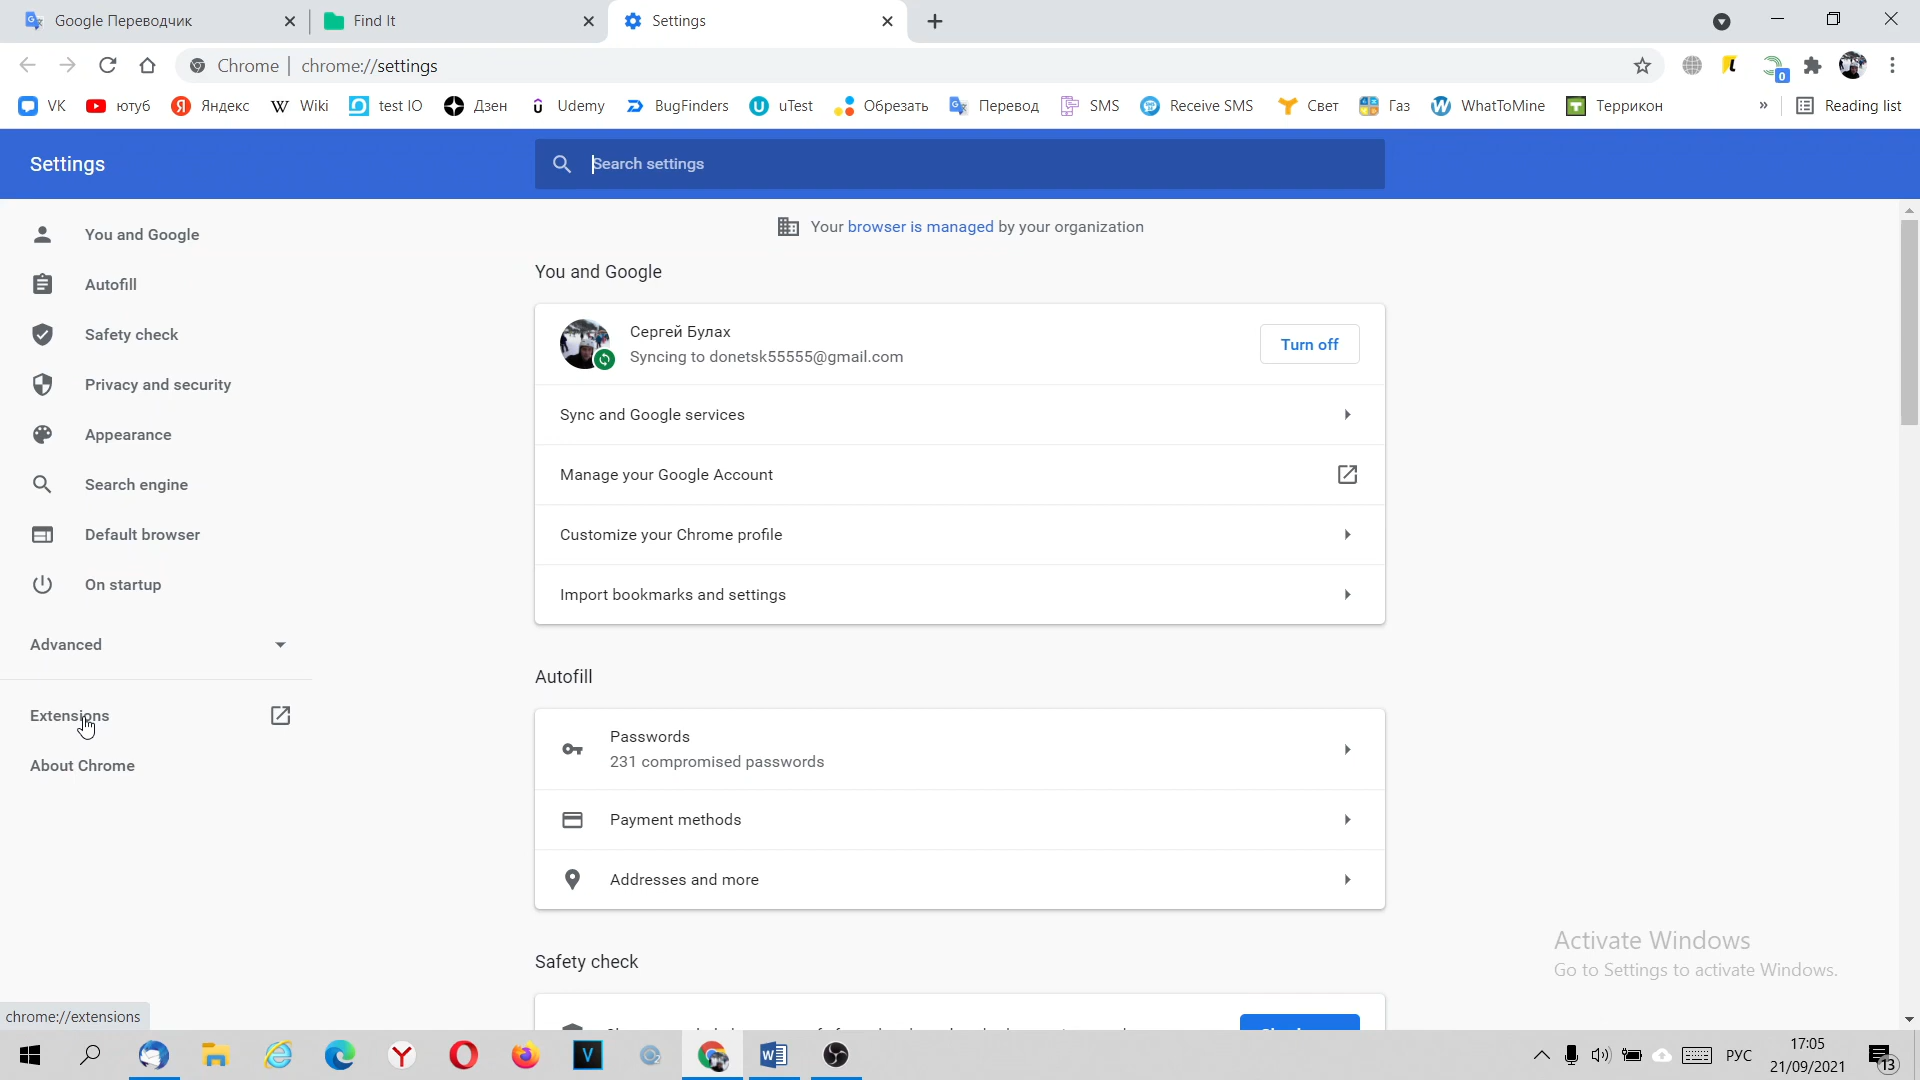 Google Переводчик
Find It
Settings
Chrome | chrome://settings
0
VK
ютуб
Яндекс
Wiki
test IO
Дзен
Udemy
BugFinders
uTest
Обрезать
Перевод
SMS
Receive SMS
Свет
Газ
WhatToMine
Террикон
»
Reading list
Settings
Search settings
Your browser is managed by your organization
You and Google
Autofill
Safety check
Privacy and security
Appearance
Search engine
Default browser
On startup
Advanced
Extensions
About Chrome
You and Google
Сергей Булах
Syncing to donetsk55555@gmail.com
Turn off
Sync and Google services
Manage your Google Account
Customize your Chrome profile
Import bookmarks and settings
Autofill
Passwords
231 compromised passwords
Payment methods
Addresses and more
Safety check
Activate Windows
Go to Settings to activate Windows.
chrome://extensions
РУС
17:05
21/09/2021
13